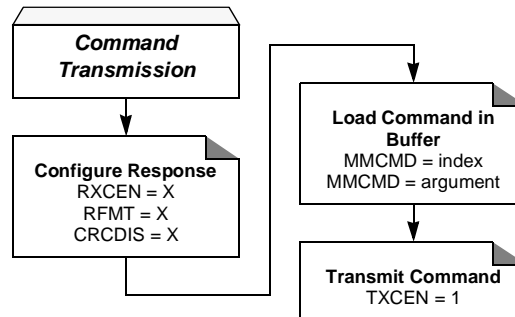 Command
Transmission
Configure Response
RXCEN = X
RFMT = X
CRCDIS = X
Load Command in
Buffer
MMCMD = index
MMCMD = argument
Transmit Command
TXCEN = 1